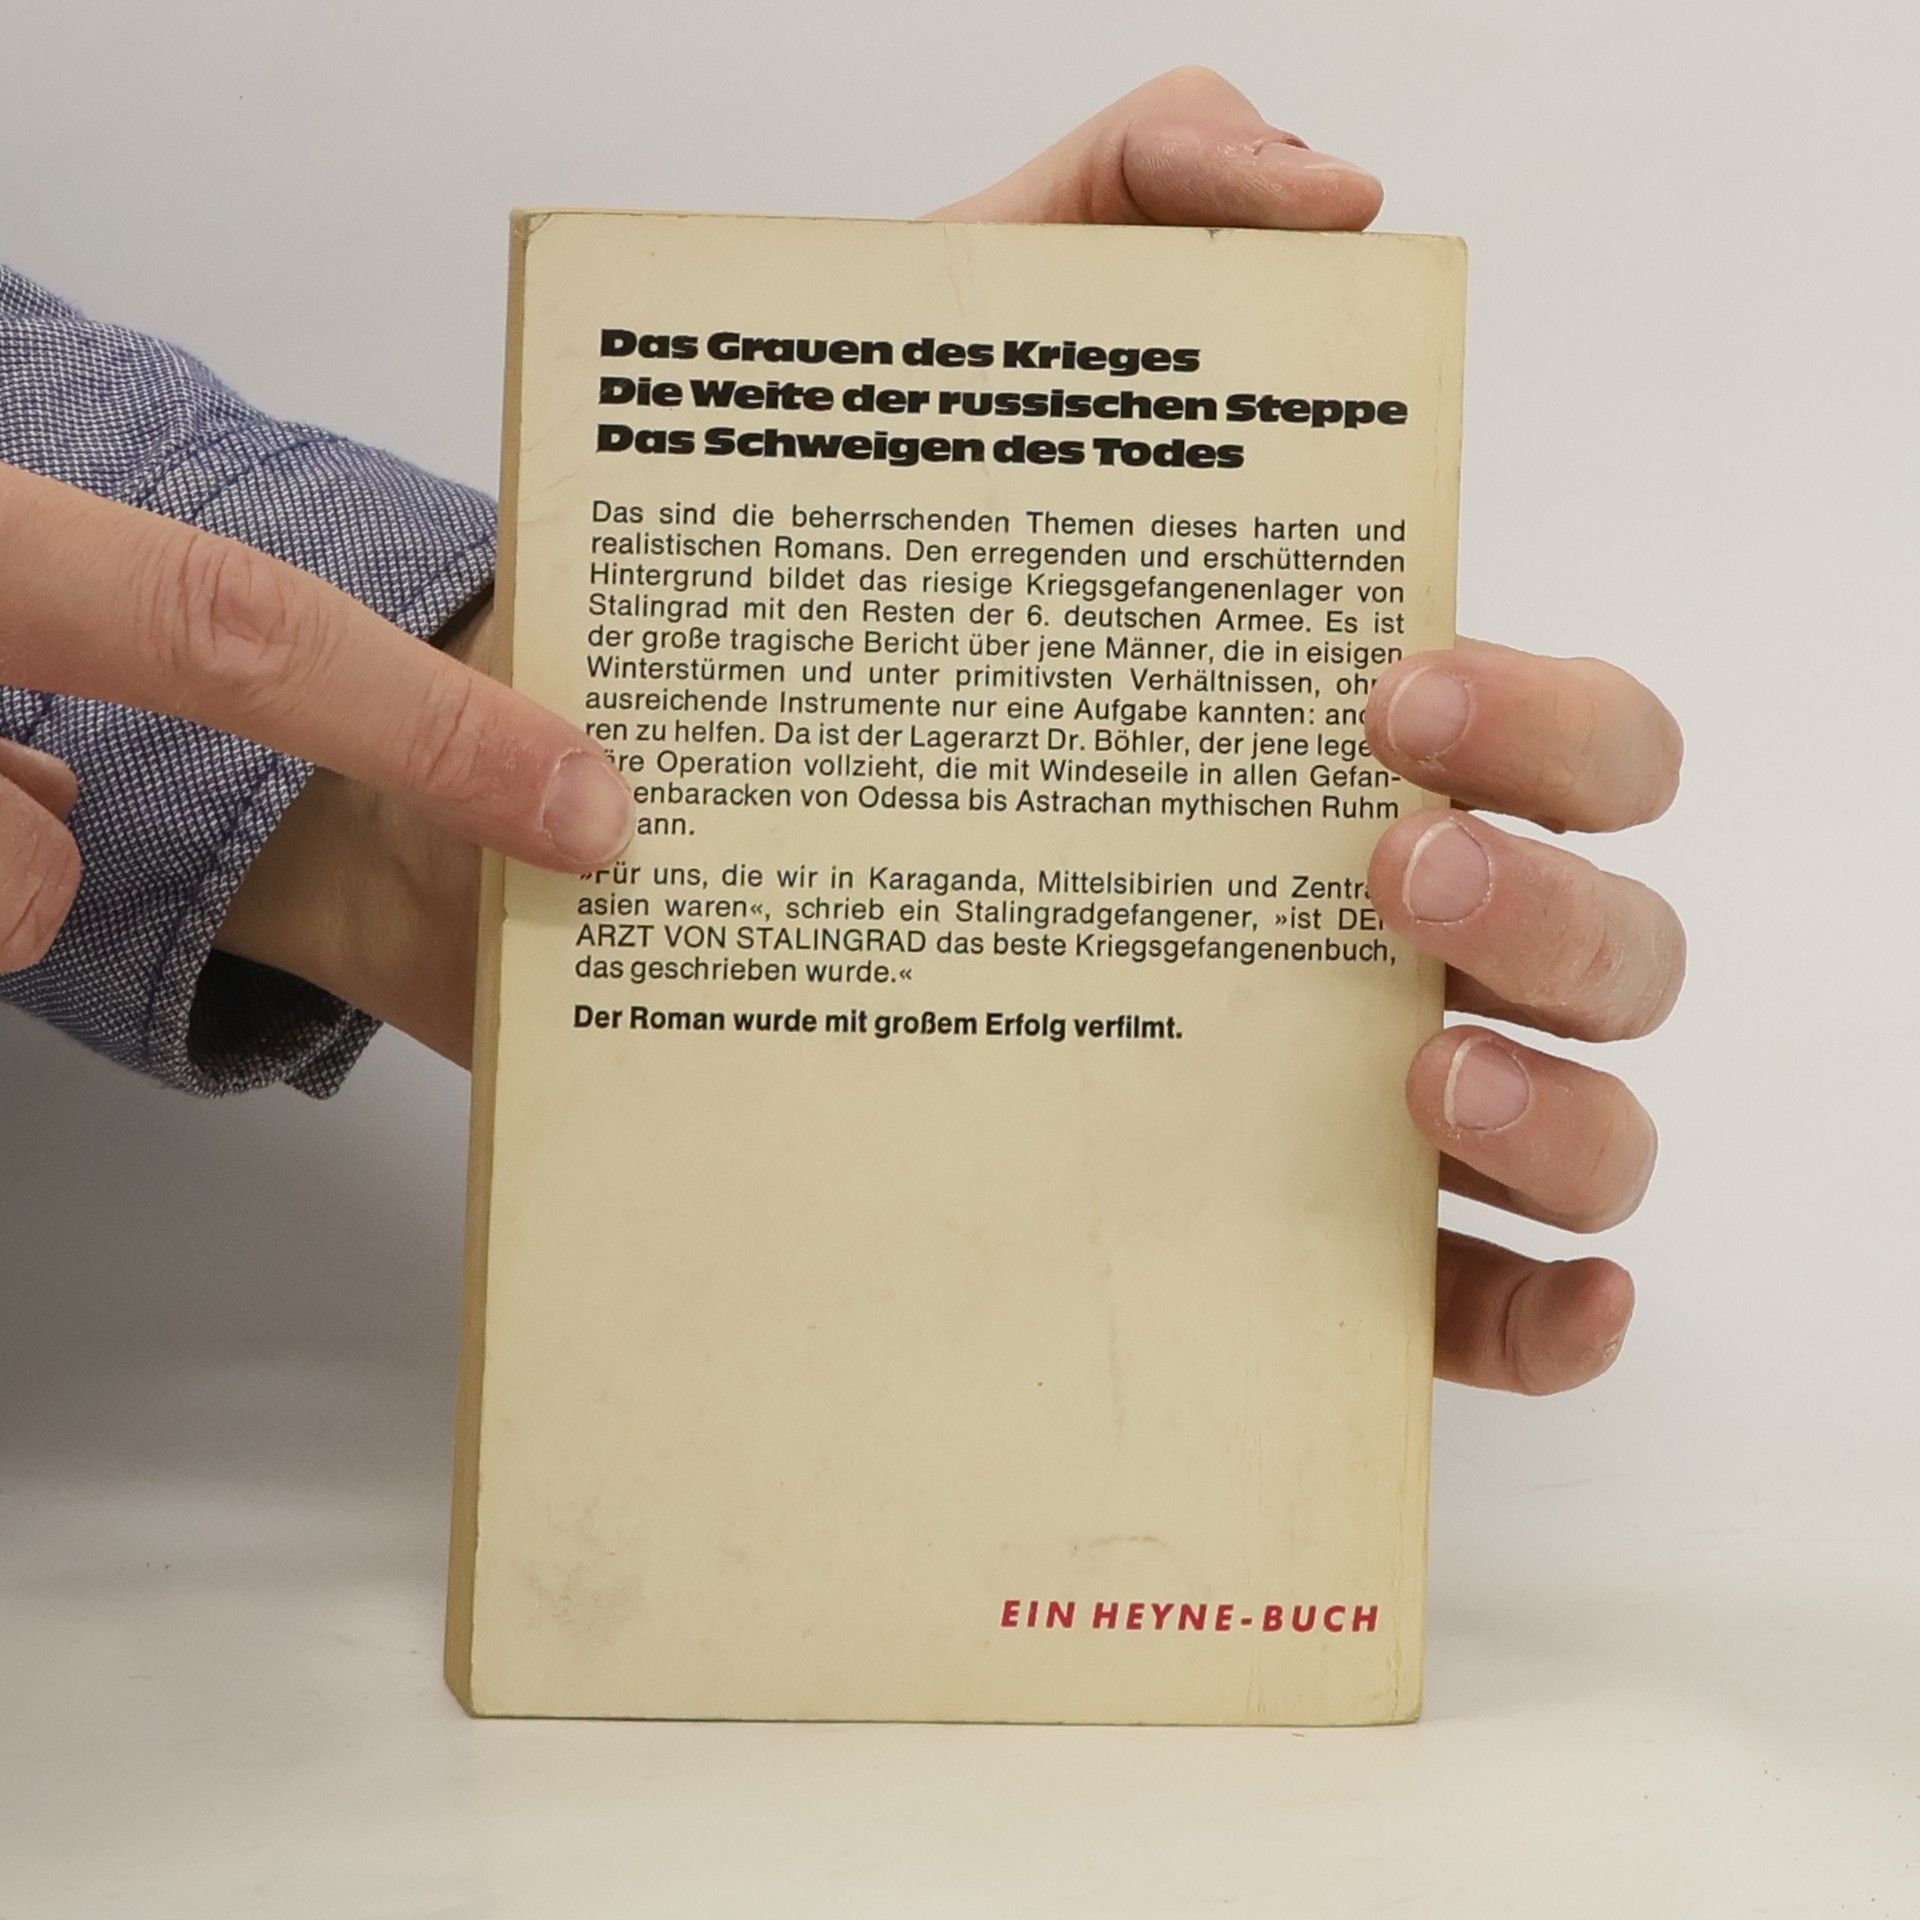 Das Grauen des Krieges
Die Weite der russischen Steppe
Das Schweigen des Todes
Das sind die beherrschenden Themen dieses harten und
realistischen Romans. Den erregenden und erschütternden
Hintergrund bildet das riesige Kriegsgefangenenlager von
Stalingrad mit den Resten der 6. deutschen Armee. Es ist
der große tragische Bericht über jene Männer, die in eisigen
Winterstürmen und unter primitivsten Verhältnissen,
ausreichende Instrumente nur eine Aufgabe kannten:
ren zu helfen. Da ist der Lagerarzt Dr. Böhler, der jene
Operation vollzieht, die mit Windeseile in allen Gefan-
enbaracken von Odessa bis Astrachan mythischen Ruhm
»Für uns, die wir in Karaganda, Mittelsibirien und
asien waren«, schrieb ein Stalingradgefangener, »ist DER
ARZT VON STALINGRAD das beste Kriegsgefangenenbuch,
das geschrieben wurde.«
Der Roman wurde mit großem Erfolg verfilmt.
EIN HEYNE-BUCH